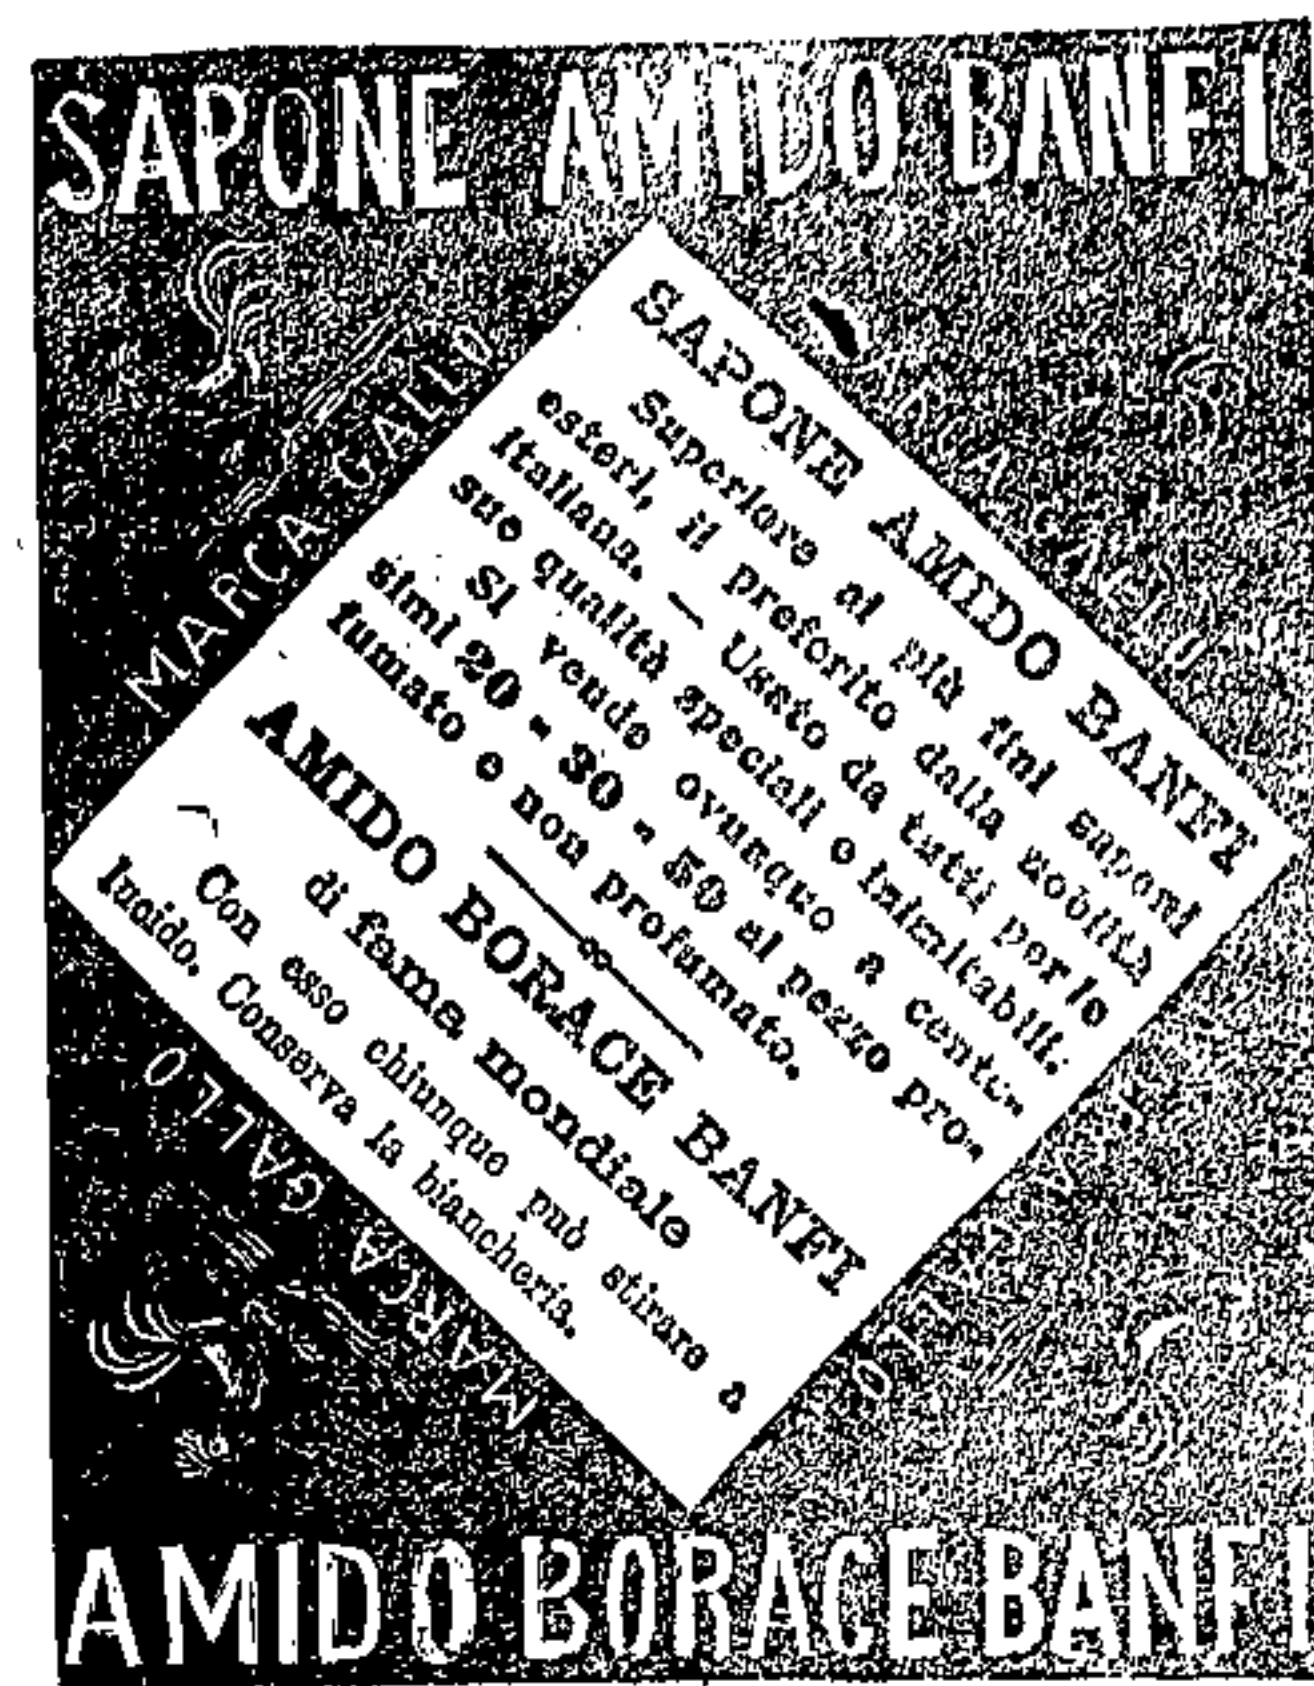 SAPONE AMIDO BANFI
MARCA GALLO
MARCA GALLO
SAPONE AMIDO BANFI
Superiore ai più fini saponi
esteri, il preferito dalla nobiltà
italiana. — Usato da tutti per le
sue qualità speciali e inimitabili.
Si vende ovunque a cente-
simi 20 - 30 - 50 al pezzo pro-
fumato e non profumato.
AMIDO BORACE BANFI
di fama mondiale
Con esso chiunque può stirare a
lucido. Conserva la biancheria.
MARCA GALLO
AMIDO BORACE BANFI